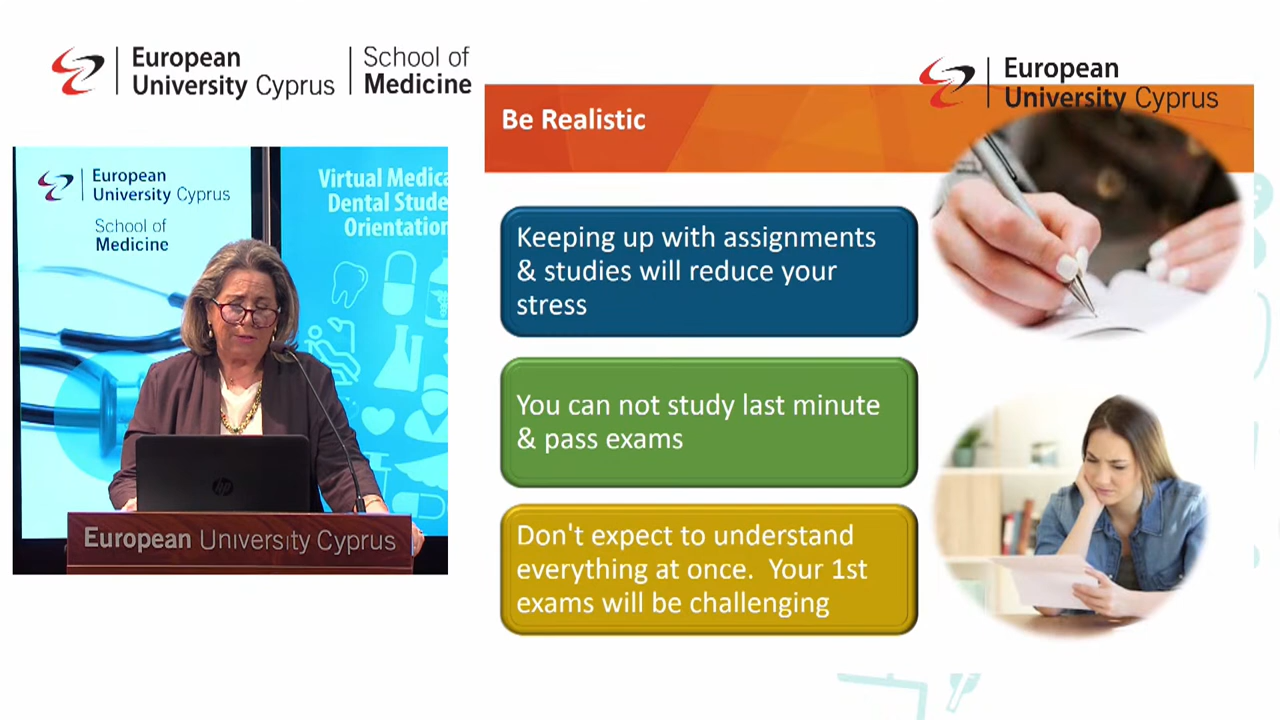 European
University Cyprus
School of
Medicine
European
University Cyprus
Be Realistic
European
University Cyprus
School of
Medicine
Virtual Medica
Dental Stude
Orientation
hp
European University Cyprus
Keeping up with assignments
& studies will reduce your
stress
You can not study last minute
& pass exams
Don't expect to understand
everything at once.  Your 1st
exams will be challenging